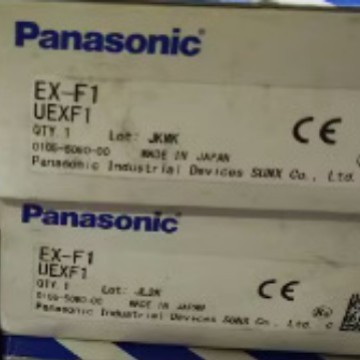 Panasonic
EX-F1
UEXF1
QTY. 1 Lot: JKMK
CE
MADE IN JAPAN
Panasonic Industrial Devices SUNX Co., Ltd.
Panasonic
EX-F1
UEXF1
QTY. 1 Lot:
CE
MADE IN JAPAN
Panasonic Industrial Devices SUNX Co., Ltd.